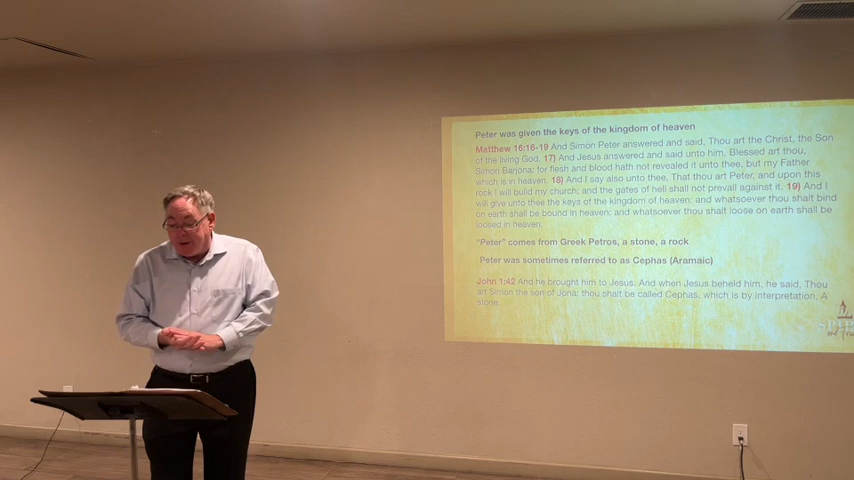 Peter was given the keys of the kingdom of heaven
Matthew 16:16-19 And Simon Peter answered and said, Thou art the Christ, the Son
of the living God. 17) And Jesus answered and said unto him, Blessed art thou,
Simon Barjona: for flesh and blood hath not revealed it unto thee, but my Father
which is in heaven. 18) And I say also unto thee, That thou art Peter, and upon this
rock I will build my church; and the gates of hell shall not prevail against it. 19) And I
will give unto thee the keys of the kingdom of heaven: and whatsoever thou shalt bind
on earth shall be bound in heaven: and whatsoever thou shalt loose on earth shall be
loosed in heaven.
"Peter" comes from Greek Petros, a stone, a rock
Peter was sometimes referred to as Cephas (Aramaic)
John 1:42 And he brought him to Jesus. And when Jesus beheld him, he said, Thou
art Simon the son of Jona: thou shalt be called Cephas, which is by interpretation, A
stone.